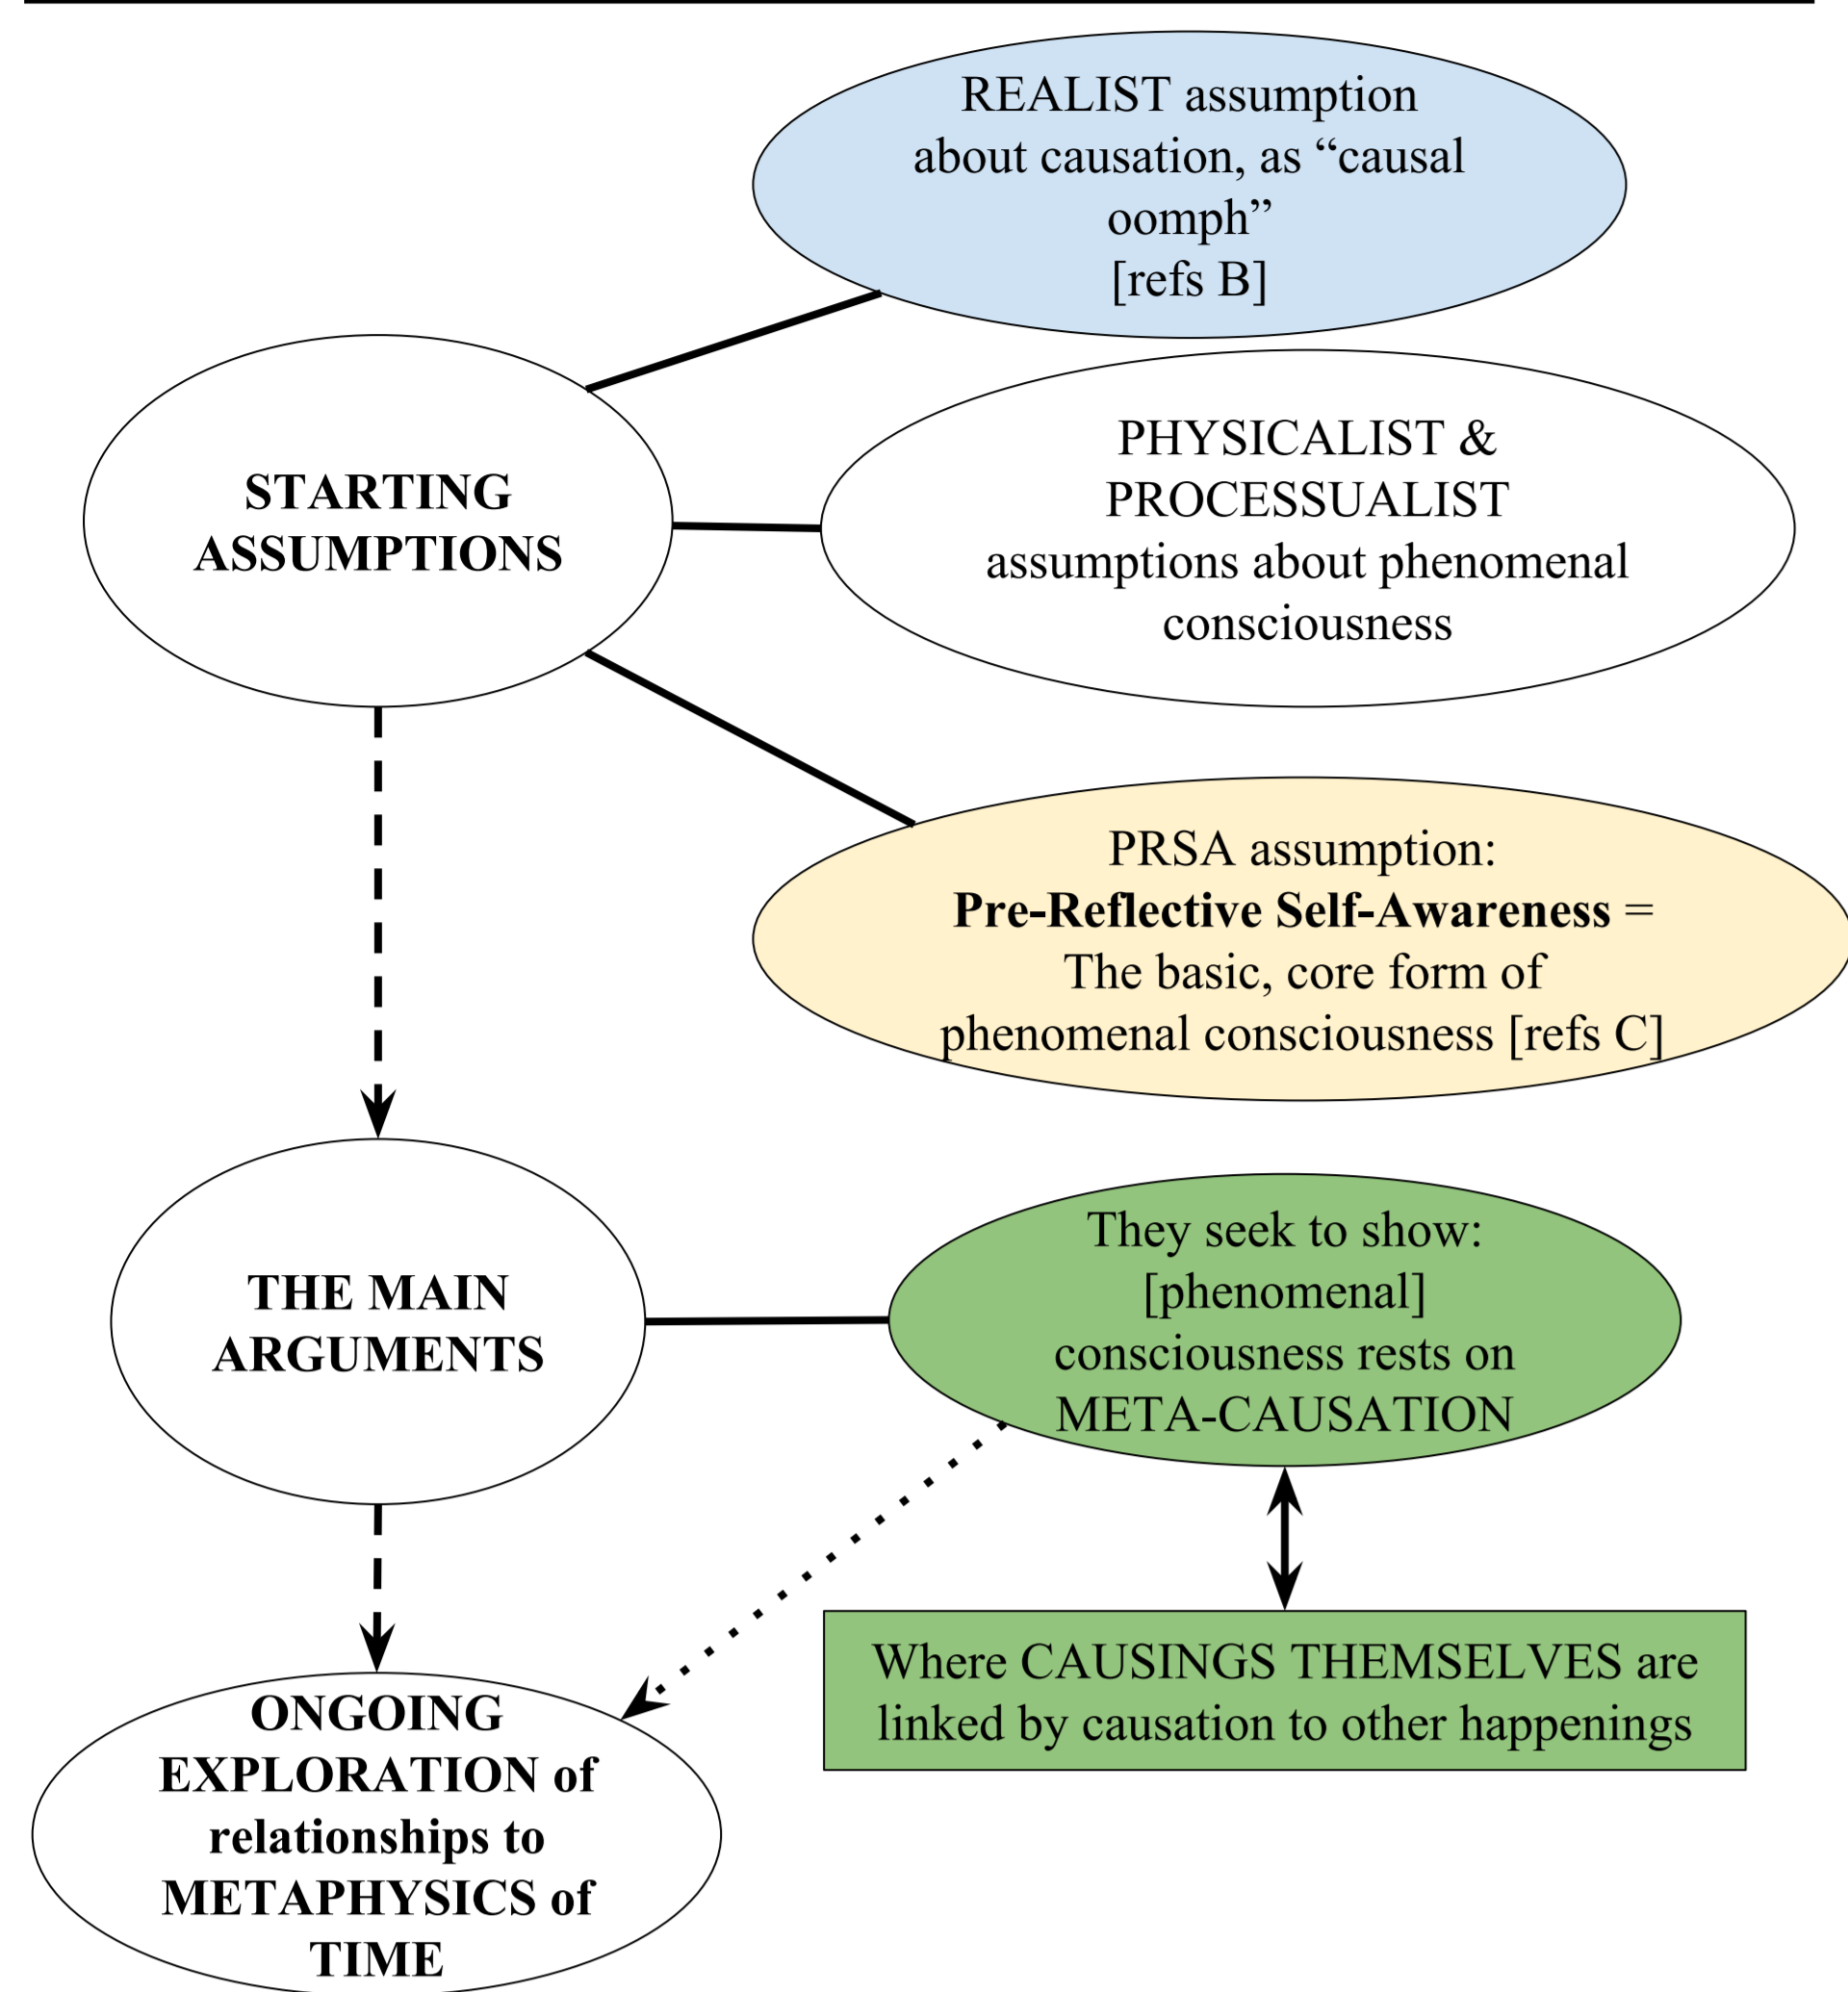 REALIST assumption
about causation, as “causal
oomph”
[refs B]
STARTING
ASSUMPTIONS
PHYSICALIST &
PROCESSUALIST
assumptions about phenomenal
consciousness
PRSA assumption:
Pre-Reflective Self-Awareness =
The basic, core form of
phenomenal consciousness [refs C]
THE MAIN
ARGUMENTS
They seek to show:
[phenomenal]
consciousness rests on
META-CAUSATION
Where CAUSINGS THEMSELVES are
linked by causation to other happenings
ONGOING
EXPLORATION of
relationships to
METAPHYSICS of
TIME